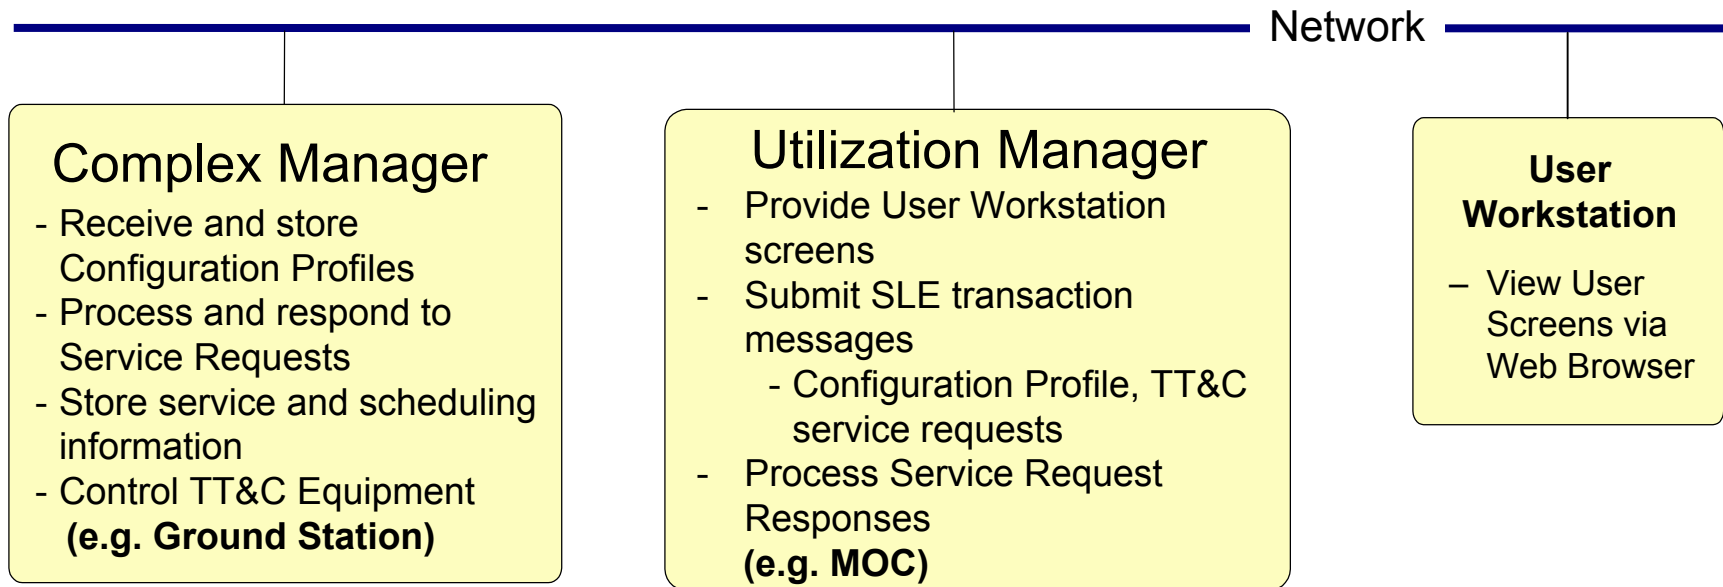 Network
Complex Manager
- Receive and store
Configuration Profiles
- Process and respond to
Service Requests
- Store service and scheduling
information
- Control TT&C Equipment
(e.g. Ground Station)
Utilization Manager
- Provide User Workstation
screens
- Submit SLE transaction
messages
- Configuration Profile, TT&C
service requests
- Process Service Request
Responses
(e.g. MOC)
User
Workstation
– View User
Screens via
Web Browser